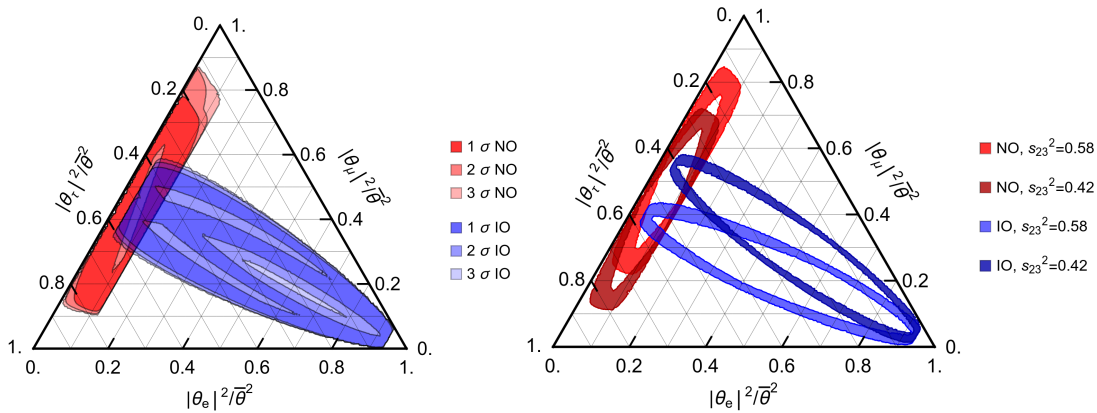 0. 1.
0.2 0.8
0.4 0.6
0.6 0.4
0.8 0.2
1. 0.
0. 0.2 0.4 0.6 0.8 1.
|θτ|²/θ̅²
|θμ|²/θ̅²
|θe|²/θ̅²
1 σ NO
2 σ NO
3 σ NO
1 σ IO
2 σ IO
3 σ IO
0. 1.
0.2 0.8
0.4 0.6
0.6 0.4
0.8 0.2
1. 0.
0. 0.2 0.4 0.6 0.8 1.
|θτ|²/θ̅²
|θμ|²/θ̅²
|θe|²/θ̅²
NO, s₂₃²=0.58
NO, s₂₃²=0.42
IO, s₂₃²=0.58
IO, s₂₃²=0.42